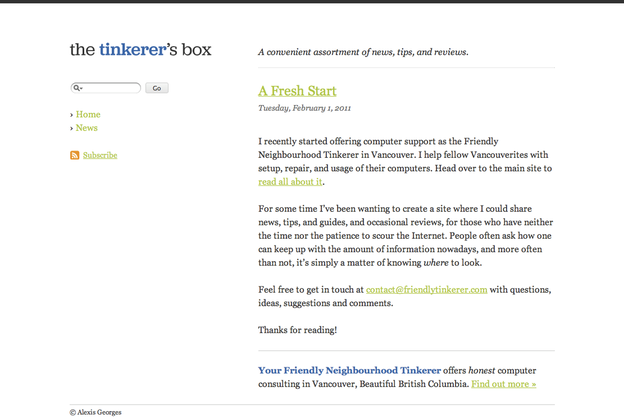 the tinkerer's box
A convenient assortment of news, tips, and reviews.
Go
› Home
› News
Subscribe
A Fresh Start
Tuesday, February 1, 2011
I recently started offering computer support as the Friendly
Neighbourhood Tinkerer in Vancouver. I help fellow Vancouverites with
setup, repair, and usage of their computers. Head over to the main site to
read all about it.
For some time I've been wanting to create a site where I could share
news, tips, and guides, and occasional reviews, for those who have neither
the time nor the patience to scour the Internet. People often ask how one
can keep up with the amount of information nowadays, and more often
than not, it's simply a matter of knowing where to look.
Feel free to get in touch at contact@friendlytinkerer.com with questions,
ideas, suggestions and comments.
Thanks for reading!
Your Friendly Neighbourhood Tinkerer offers honest computer
consulting in Vancouver, Beautiful British Columbia. Find out more »
© Alexis Georges